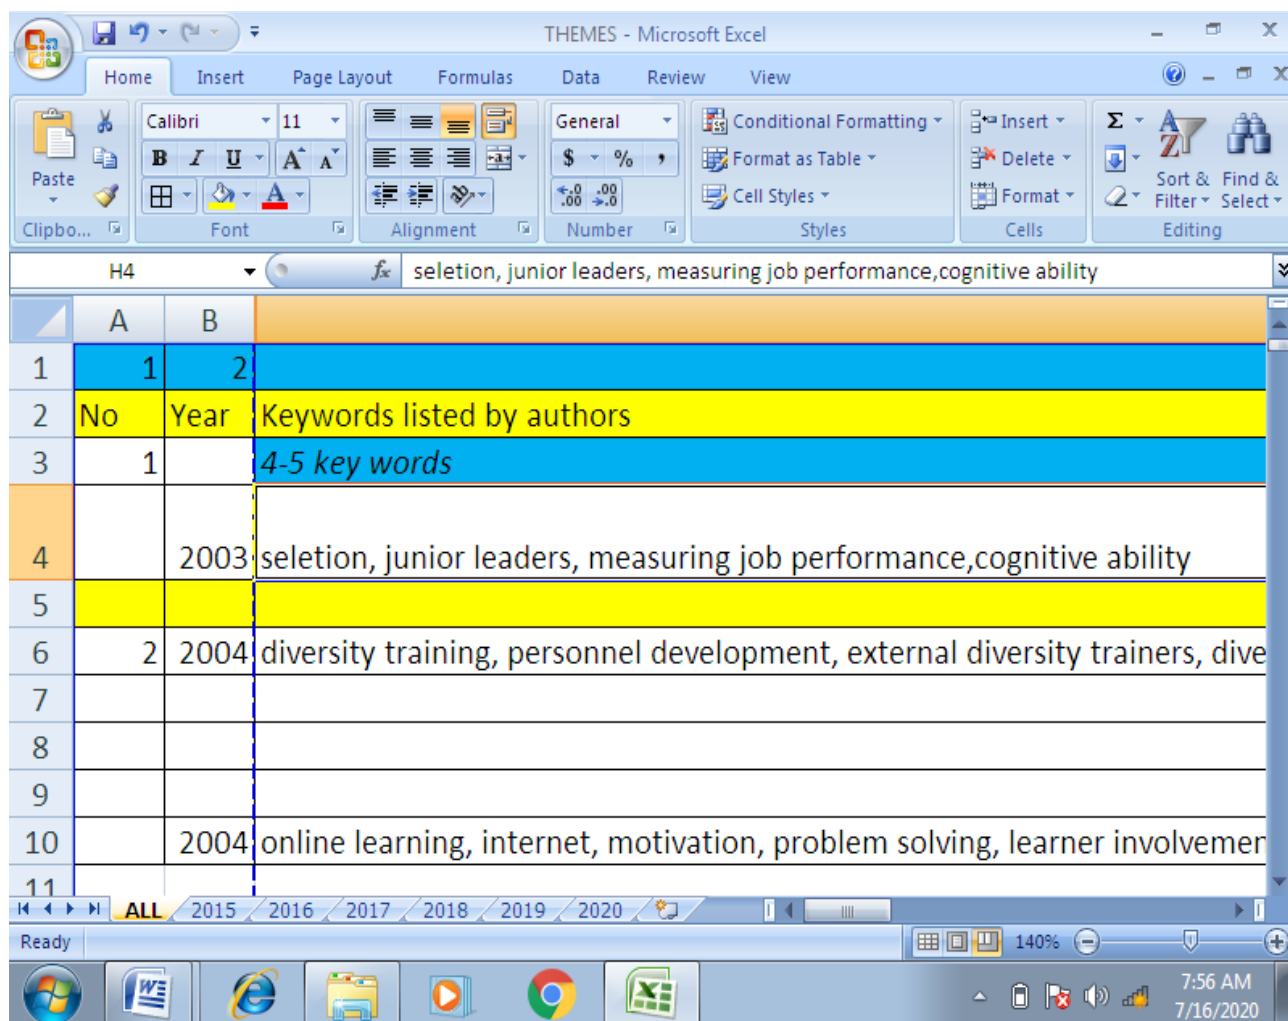 THEMES - Microsoft Excel
Home Insert Page Layout Formulas Data Review View
Calibri 11 General Conditional Formatting Insert Σ
B I U A A $ % , Format as Table Delete
Paste Cell Styles Format Sort & Filter Find & Select
Clipbo... Font Alignment Number Styles Cells Editing
H4 fx seletion, junior leaders, measuring job performance,cognitive ability
A B
1 1 2
2 No Year Keywords listed by authors
3 1 4-5 key words
4 2003 seletion, junior leaders, measuring job performance,cognitive ability
5
6 2 2004 diversity training, personnel development, external diversity trainers, dive
7
8
9
10 2004 online learning, internet, motivation, problem solving, learner involvemen
11
ALL 2015 2016 2017 2018 2019 2020
Ready 140%
7:56 AM
7/16/2020